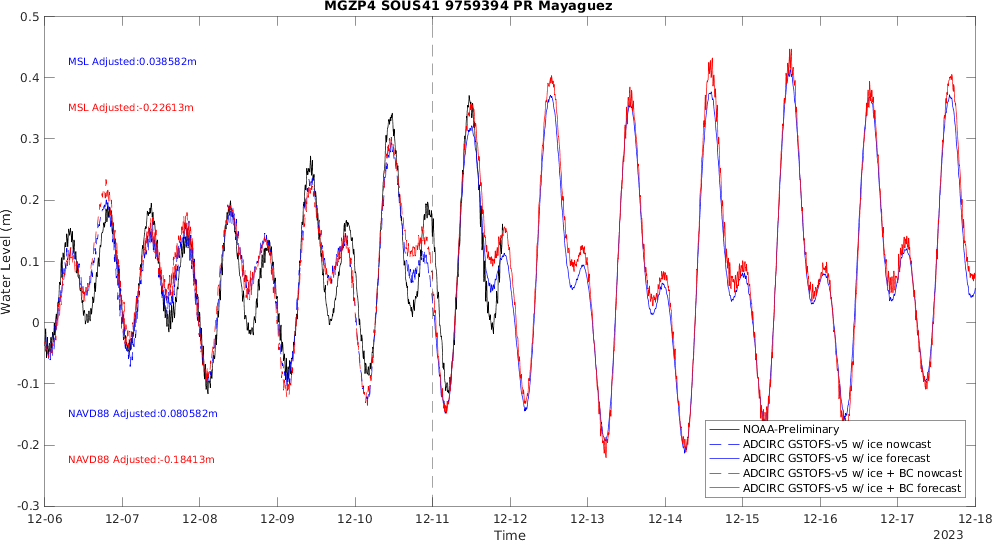 MGZP4 SOUS41 9759394 PR Mayaguez
0.5
0.4
0.3
0.2
0.1
0
-0.1
-0.2
-0.3
Water Level (m)
MSL Adjusted:0.038582m
MSL Adjusted:-0.22613m
NAVD88 Adjusted:0.080582m
NAVD88 Adjusted:-0.18413m
NOAA-Preliminary
ADCIRC GSTOFS-v5 w/ ice nowcast
ADCIRC GSTOFS-v5 w/ ice forecast
ADCIRC GSTOFS-v5 w/ ice + BC nowcast
ADCIRC GSTOFS-v5 w/ ice + BC forecast
12-06 12-07 12-08 12-09 12-10 12-11 12-12 12-13 12-14 12-15 12-16 12-17 12-18
Time
2023